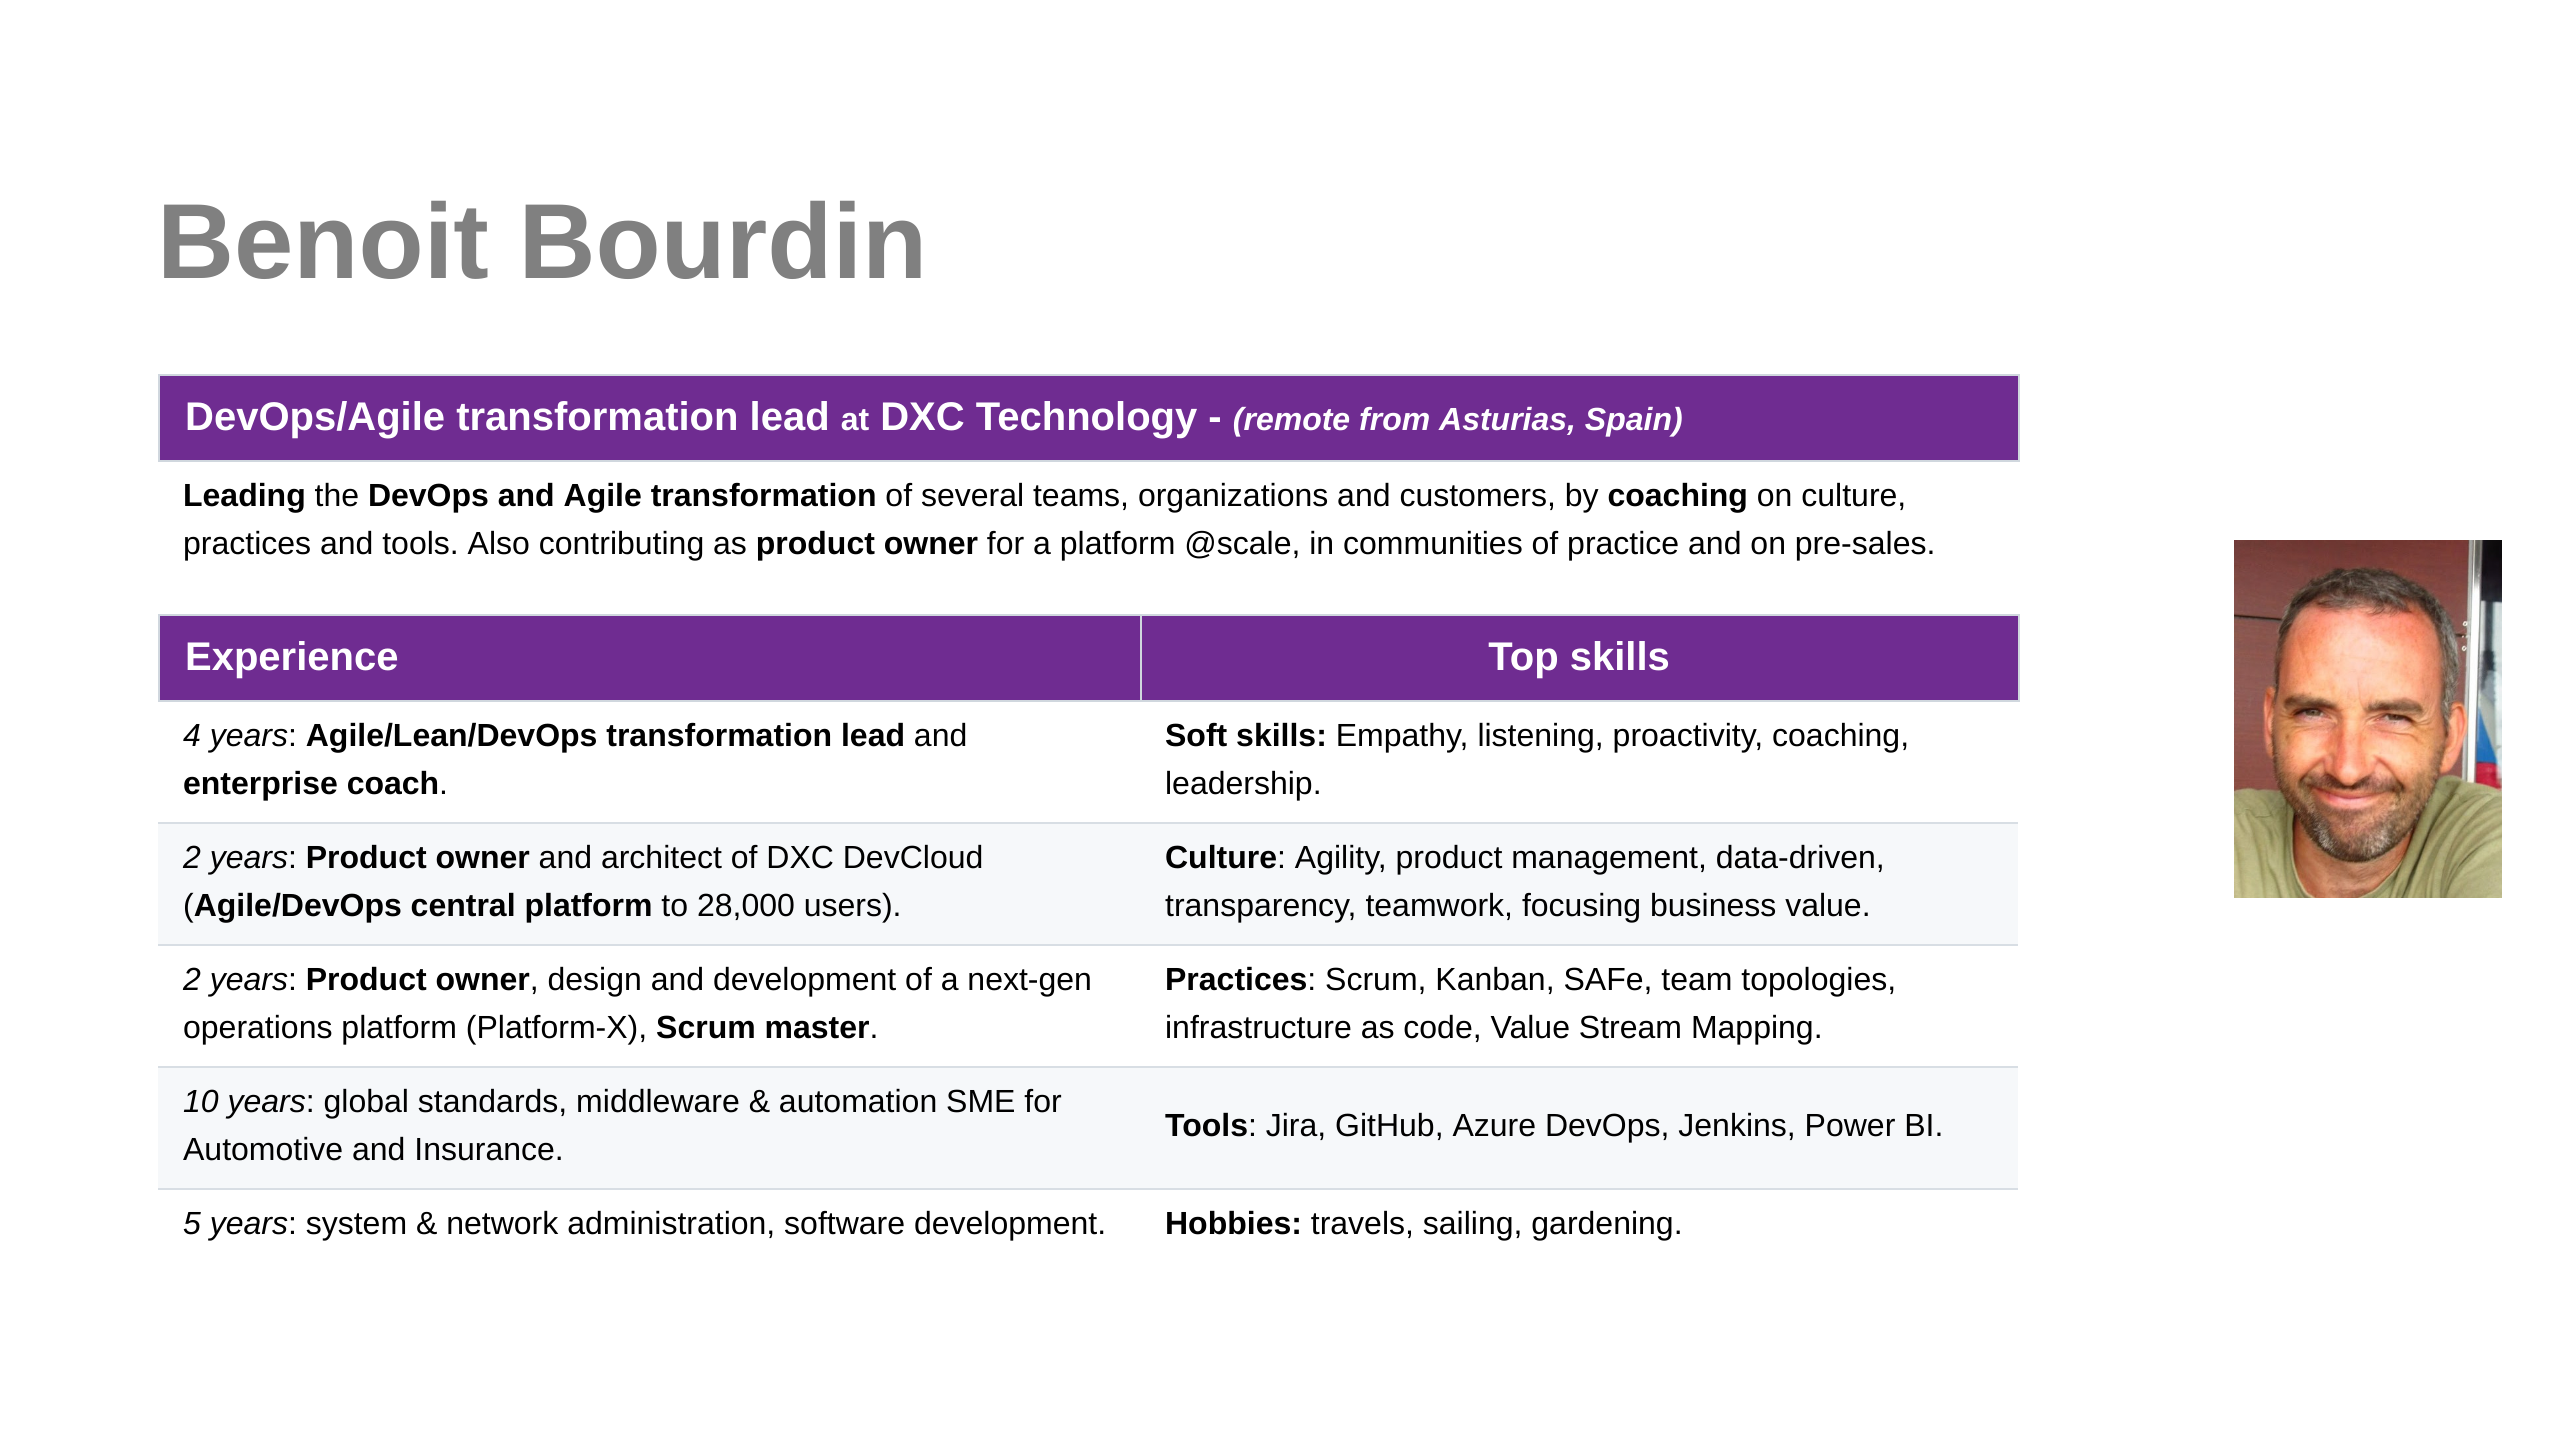 Benoit Bourdin
DevOps/Agile transformation lead at DXC Technology - (remote from Asturias, Spain)
Leading the DevOps and Agile transformation of several teams, organizations and customers, by coaching on culture,
practices and tools. Also contributing as product owner for a platform @scale, in communities of practice and on pre-sales.
Experience
Top skills
4 years: Agile/Lean/DevOps transformation lead and
enterprise coach.
Soft skills: Empathy, listening, proactivity, coaching,
leadership.
2 years: Product owner and architect of DXC DevCloud
(Agile/DevOps central platform to 28,000 users).
Culture: Agility, product management, data-driven,
transparency, teamwork, focusing business value.
2 years: Product owner, design and development of a next-gen
operations platform (Platform-X), Scrum master.
Practices: Scrum, Kanban, SAFe, team topologies,
infrastructure as code, Value Stream Mapping.
10 years: global standards, middleware & automation SME for
Automotive and Insurance.
Tools: Jira, GitHub, Azure DevOps, Jenkins, Power BI.
5 years: system & network administration, software development.
Hobbies: travels, sailing, gardening.